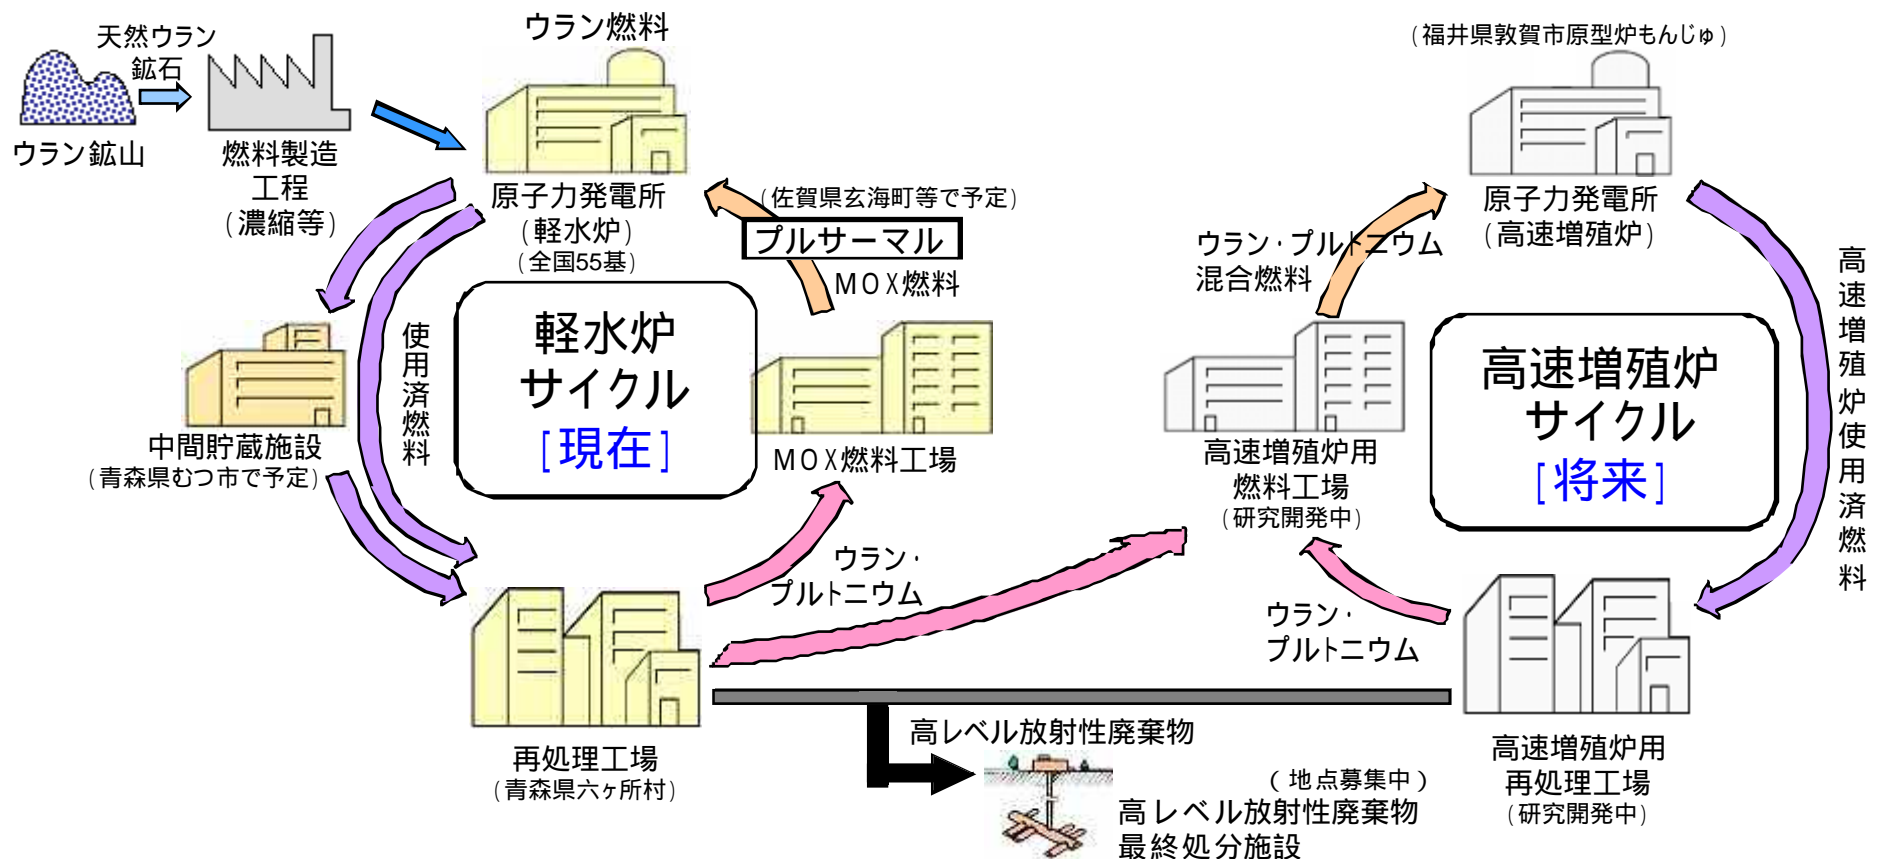 天然ウラン
鉱石
ウラン鉱山
燃料製造
工程
(濃縮等)
ウラン燃料
原子力発電所
(軽水炉)
(全国55基)
(佐賀県玄海町等で予定)
プルサーマル
MOX燃料
使用済燃料
軽水炉
サイクル
[現在]
中間貯蔵施設
(青森県むつ市で予定)
MOX燃料工場
ウラン・
プルトニウム
再処理工場
(青森県六ヶ所村)
高レベル放射性廃棄物
(地点募集中)
高レベル放射性廃棄物
最終処分施設
(福井県敦賀市原型炉もんじゅ)
原子力発電所
(高速増殖炉)
ウラン・プルトニウム
混合燃料
高速増殖炉
サイクル
[将来]
高速増殖炉使用済燃料
高速増殖炉用
燃料工場
(研究開発中)
ウラン・
プルトニウム
高速増殖炉用
再処理工場
(研究開発中)